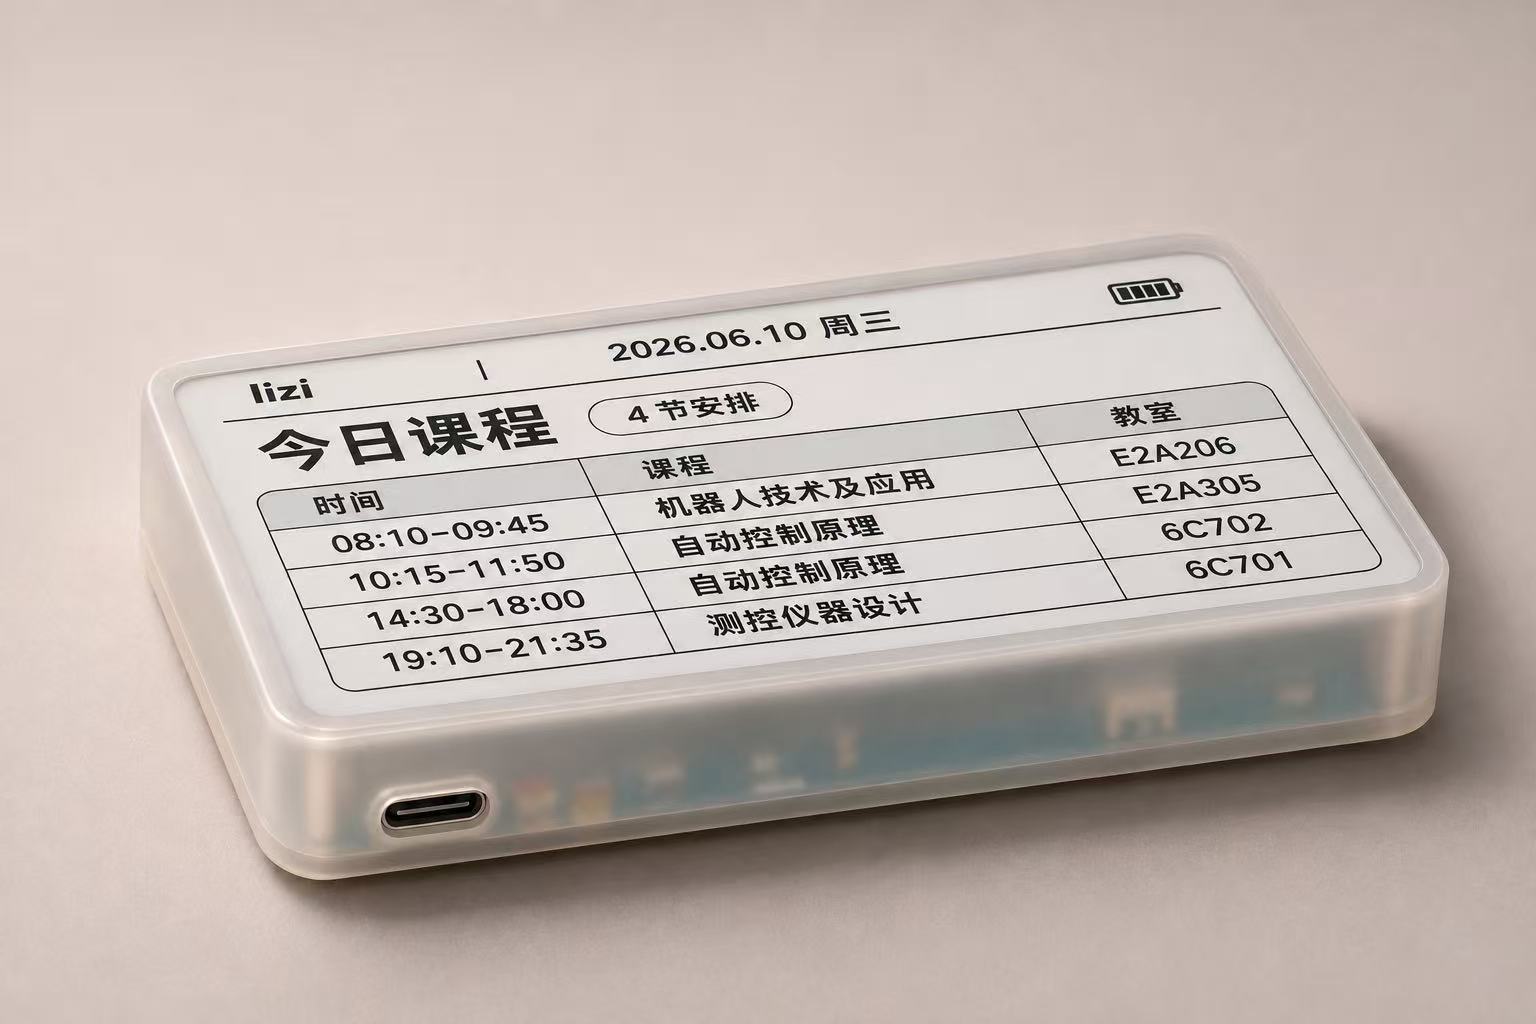 lizi | 2026.06.10 周三
今日课程 4 节安排
时间 课程 教室
08:10-09:45 机器人技术及应用 E2A206
10:15-11:50 自动控制原理 E2A305
14:30-18:00 自动控制原理 6C702
19:10-21:35 测控仪器设计 6C701